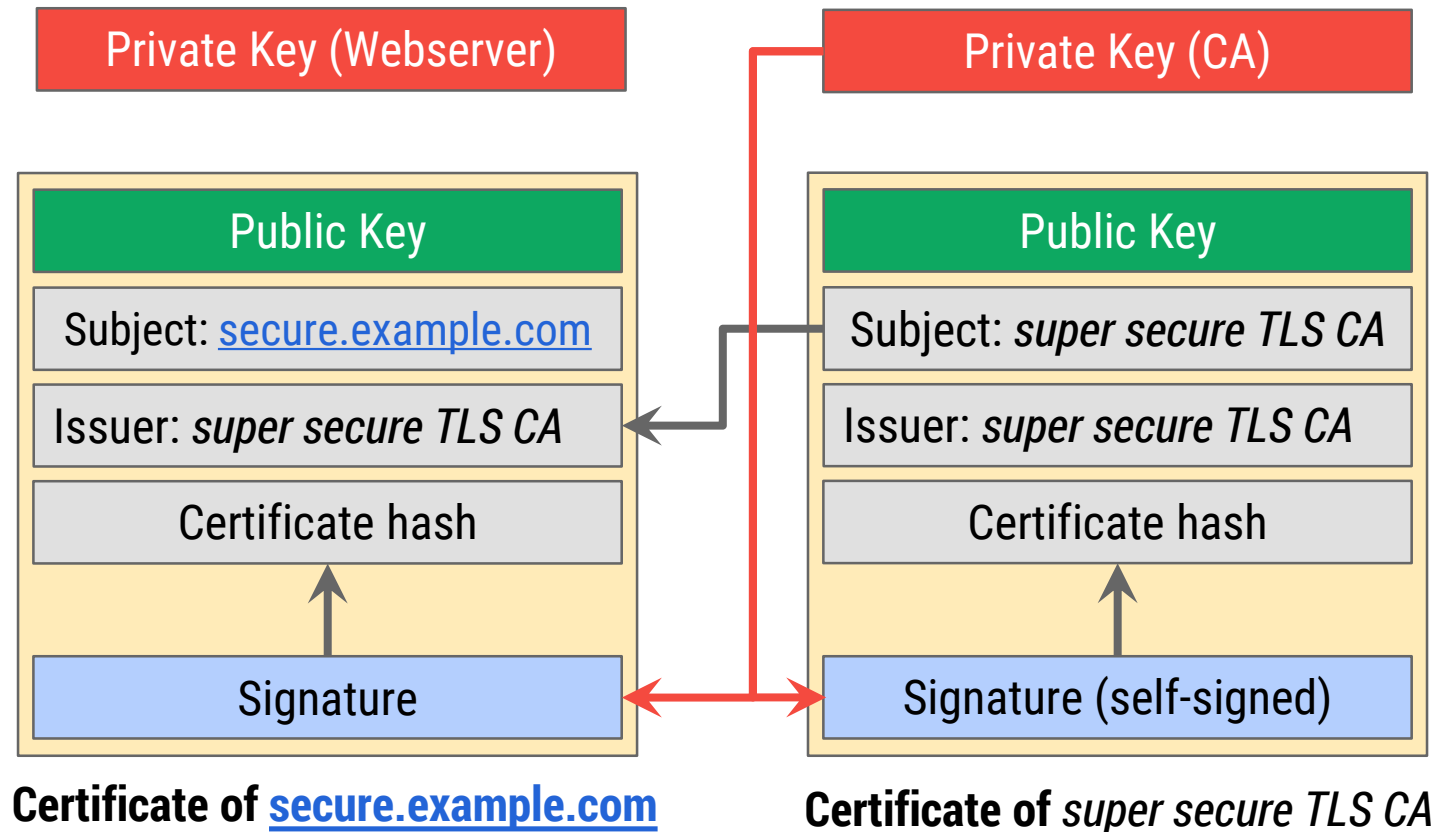 Private Key (Webserver)
Private Key (CA)
Public Key
Subject: secure.example.com
Issuer: super secure TLS CA
Certificate hash
Signature
Certificate of secure.example.com
Public Key
Subject: super secure TLS CA
Issuer: super secure TLS CA
Certificate hash
Signature (self-signed)
Certificate of super secure TLS CA